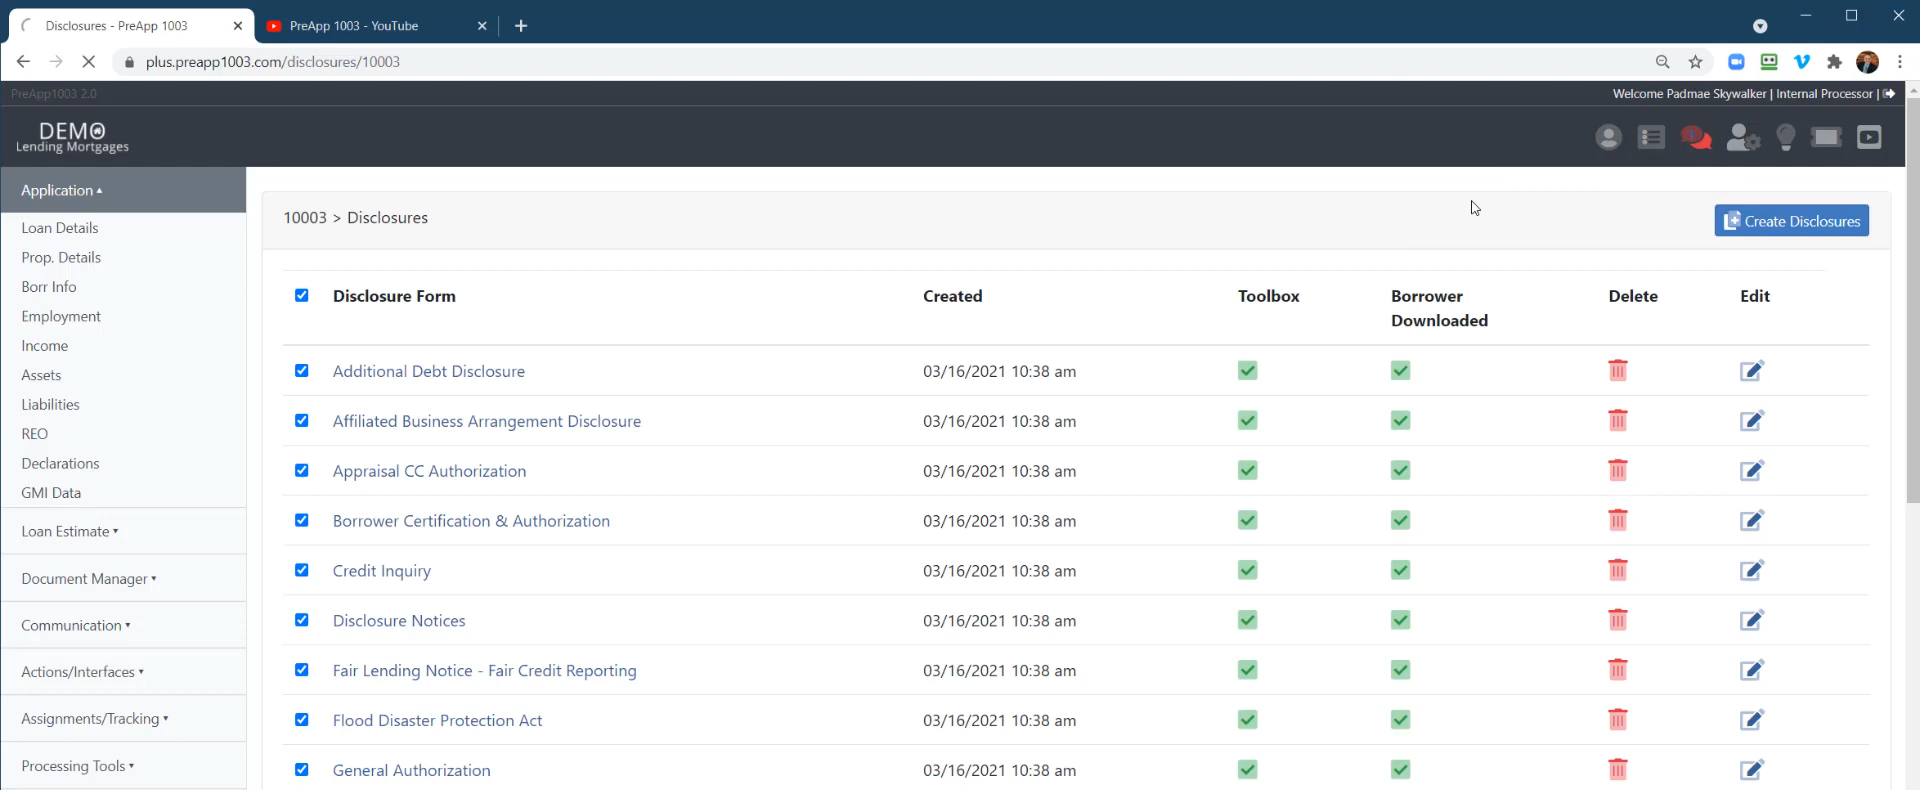 Disclosures - PreApp 1003
PreApp 1003 - YouTube
plus.preapp1003.com/disclosures/10003
PreApp1003 2.0
Welcome Padmae Skywalker | Internal Processor |
DEMO
Lending Mortgages
Application
Loan Details
Prop. Details
Borr Info
Employment
Income
Assets
Liabilities
REO
Declarations
GMI Data
Loan Estimate
Document Manager
Communication
Actions/Interfaces
Assignments/Tracking
Processing Tools
10003 > Disclosures
Create Disclosures
Disclosure Form Created Toolbox Borrower Downloaded Delete Edit
Additional Debt Disclosure 03/16/2021 10:38 am
Affiliated Business Arrangement Disclosure 03/16/2021 10:38 am
Appraisal CC Authorization 03/16/2021 10:38 am
Borrower Certification & Authorization 03/16/2021 10:38 am
Credit Inquiry 03/16/2021 10:38 am
Disclosure Notices 03/16/2021 10:38 am
Fair Lending Notice - Fair Credit Reporting 03/16/2021 10:38 am
Flood Disaster Protection Act 03/16/2021 10:38 am
General Authorization 03/16/2021 10:38 am